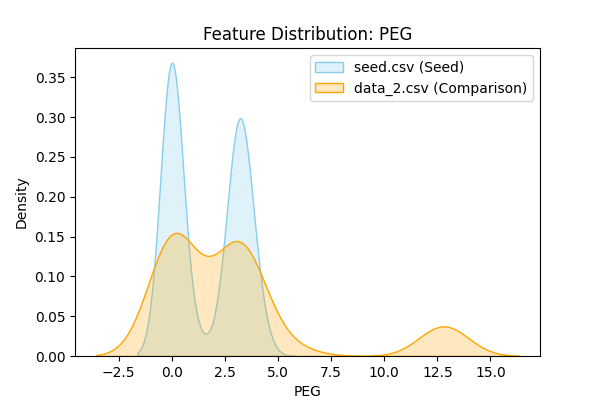 Feature Distribution: PEG
seed.csv (Seed)
data_2.csv (Comparison)
Density
0.35
0.30
0.25
0.20
0.15
0.10
0.05
0.00
−2.5 0.0 2.5 5.0 7.5 10.0 12.5 15.0
PEG